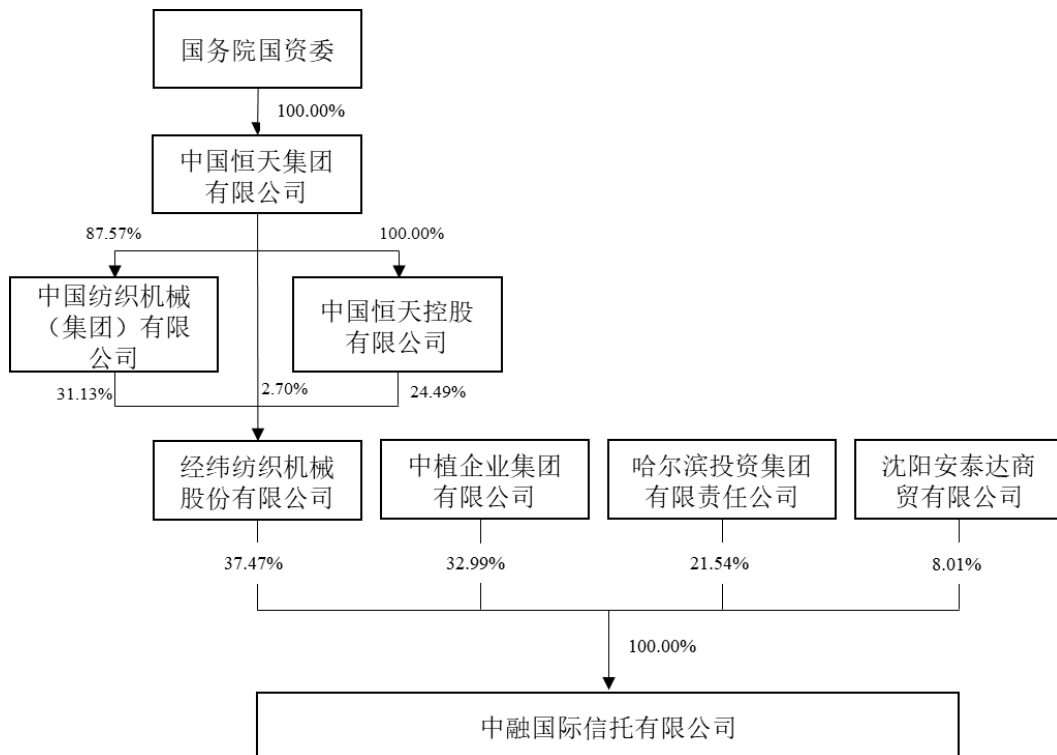 国务院国资委
100.00%
中国恒天集团
有限公司
87.57%
100.00%
中国纺织机械
（集团）有限
公司
中国恒天控股
有限公司
31.13%
2.70%
24.49%
经纬纺织机械
股份有限公司
中植企业集团
有限公司
哈尔滨投资集团
有限责任公司
沈阳安泰达商
贸有限公司
37.47%
32.99%
21.54%
8.01%
100.00%
中融国际信托有限公司